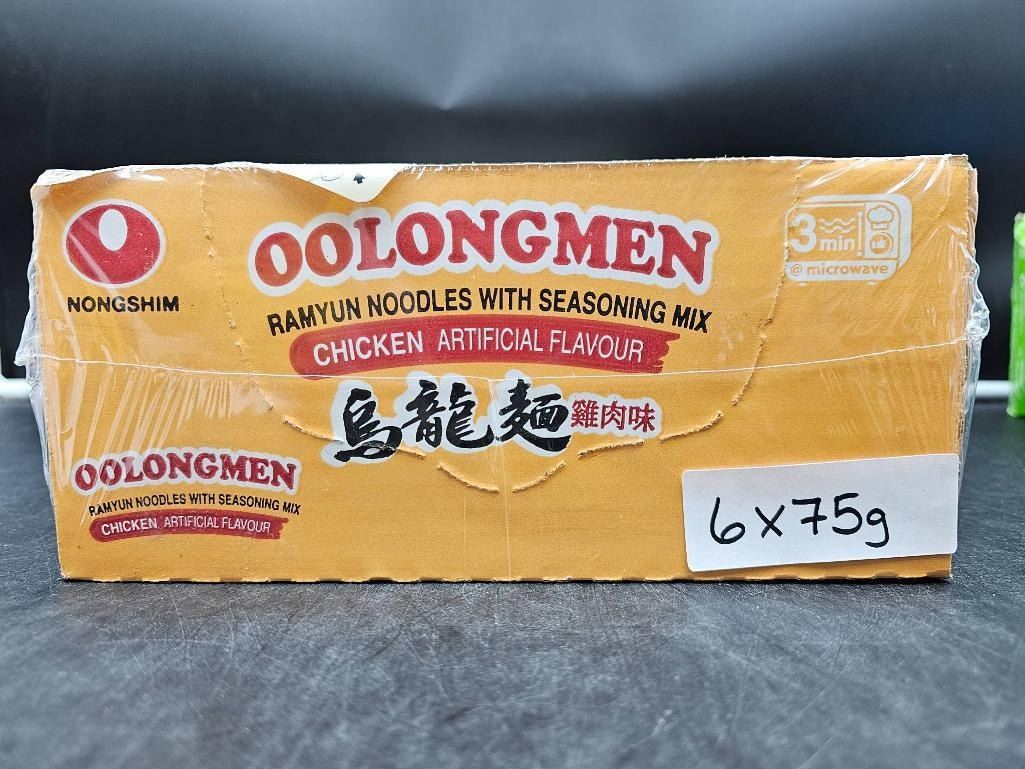 NONGSHIM
OOLONGMEN
RAMYUN NOODLES WITH SEASONING MIX
CHICKEN ARTIFICIAL FLAVOUR
烏龍麵 雞肉味
3 min
@ microwave
OOLONGMEN
RAMYUN NOODLES WITH SEASONING MIX
CHICKEN ARTIFICIAL FLAVOUR
6x75g